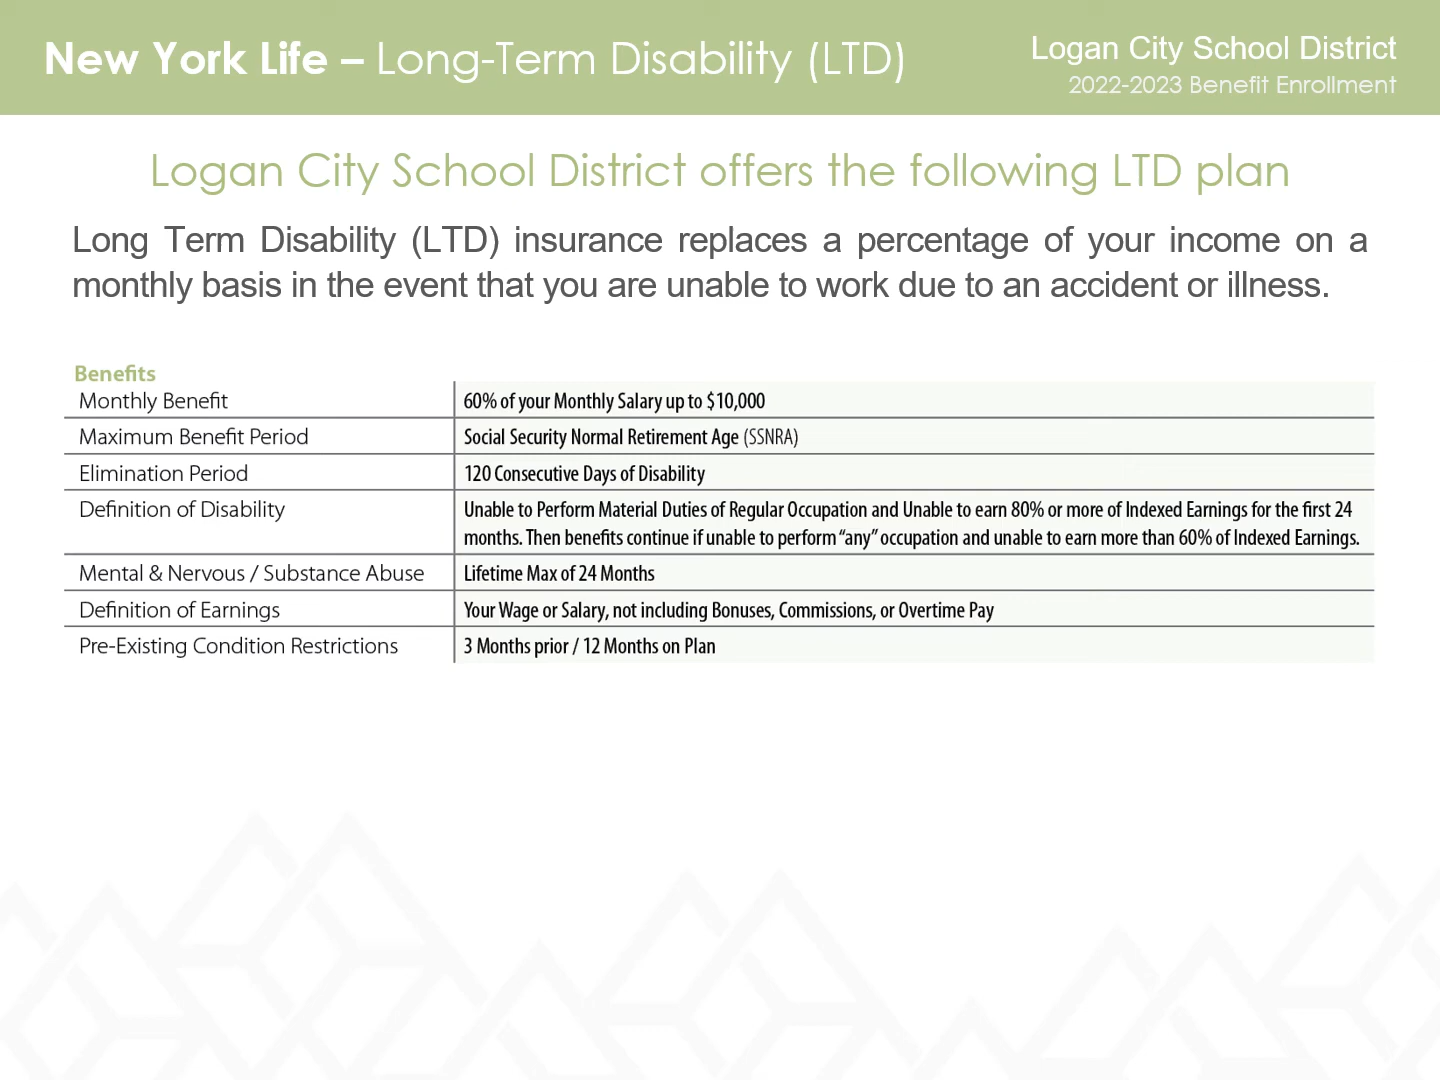 New York Life – Long-Term Disability (LTD)
Logan City School District
2022-2023 Benefit Enrollment
Logan City School District offers the following LTD plan
Long Term Disability (LTD) insurance replaces a percentage of your income on a
monthly basis in the event that you are unable to work due to an accident or illness.
Benefits
Monthly Benefit 60% of your Monthly Salary up to $10,000
Maximum Benefit Period Social Security Normal Retirement Age (SSNRA)
Elimination Period 120 Consecutive Days of Disability
Definition of Disability Unable to Perform Material Duties of Regular Occupation and Unable to earn 80% or more of Indexed Earnings for the first 24
months. Then benefits continue if unable to perform “any” occupation and unable to earn more than 60% of Indexed Earnings.
Mental & Nervous / Substance Abuse Lifetime Max of 24 Months
Definition of Earnings Your Wage or Salary, not including Bonuses, Commissions, or Overtime Pay
Pre-Existing Condition Restrictions 3 Months prior / 12 Months on Plan